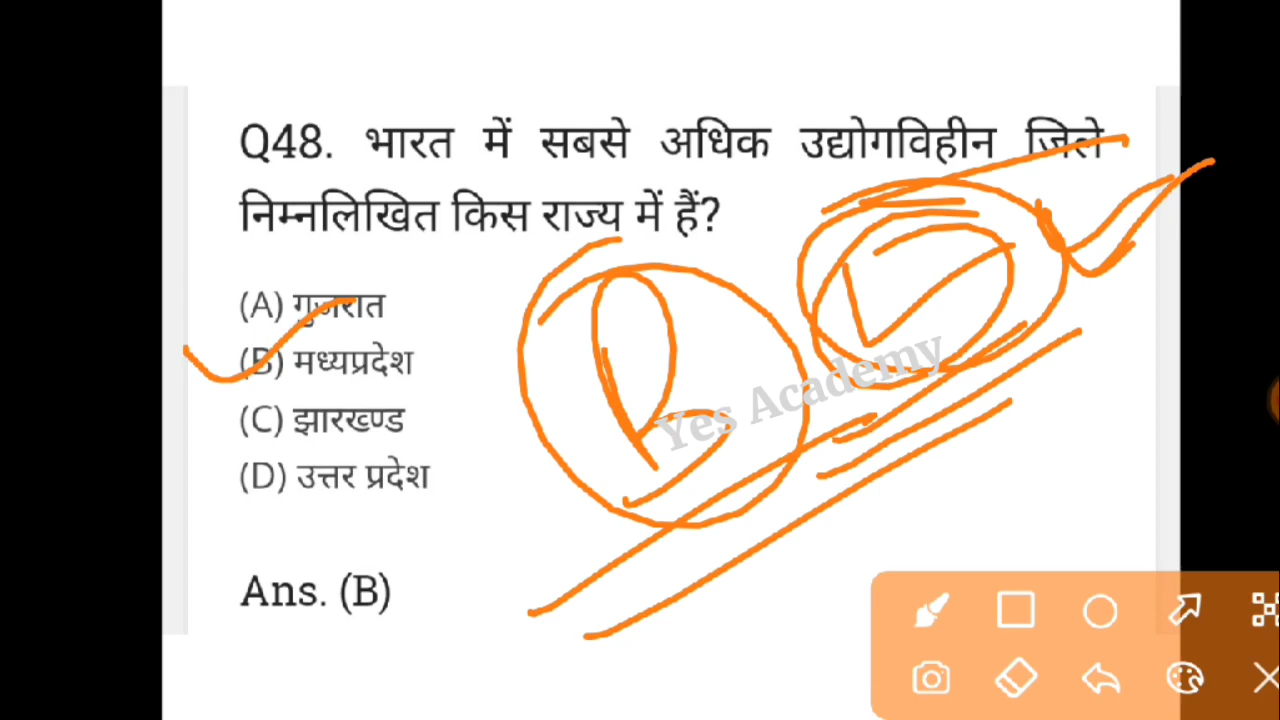 Q48. भारत में सबसे अधिक उद्योगविहीन जिले
निम्नलिखित किस राज्य में हैं?
(A) गुजरात
(B) मध्यप्रदेश
(C) झारखण्ड
(D) उत्तर प्रदेश
Yes Academy
Ans. (B)